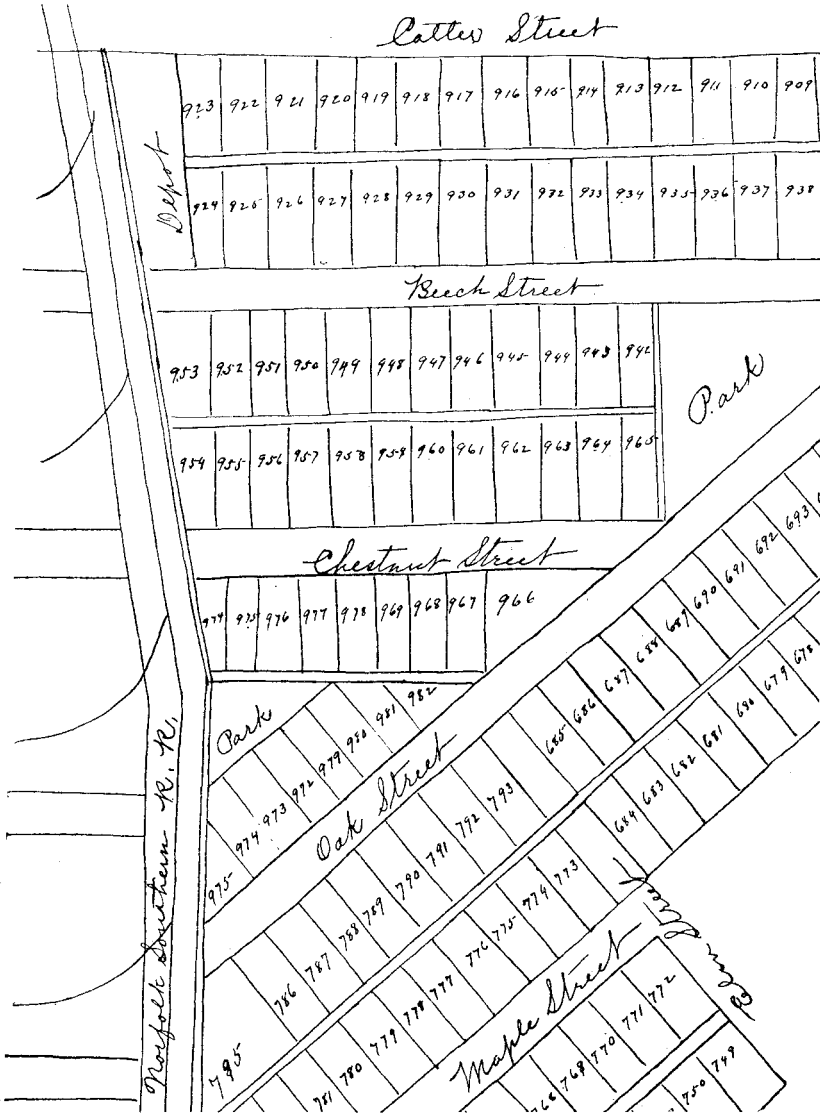 Cotter Street
923 922 921 920 919 918 917 916 915 914 913 912 911 910 909
Depot
924 925 926 927 928 929 930 931 932 933 934 935 936 937 938
Beech Street
953 952 951 950 949 948 947 946 945 944 943 942
Park
954 955 956 957 958 959 960 961 962 963 964 965
Chestnut Street
974 975 976 977 978 969 968 967 966
Park
975 974 973 972 979 980 981 982
Oak Street
685 686 687 688 689 690 691 692 693
786 787 788 789 790 791 792 793
684 683 682 681 680 679 678
785
781 780 779 778 777 776 775 774 773
Maple Street
Elm Street
768 769 770 771 772
750 749
Norfolk Southern R. R.